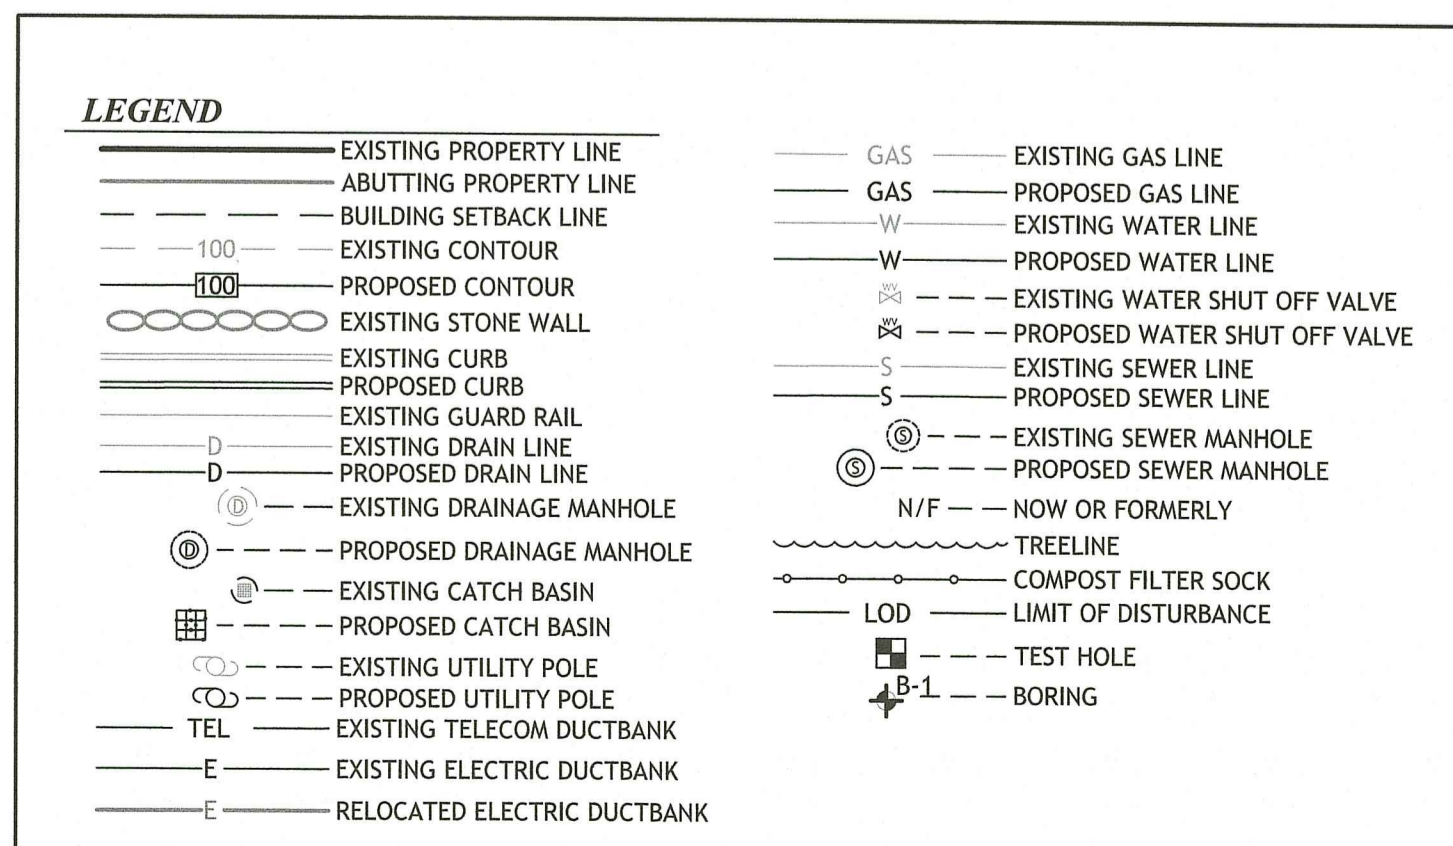 LEGEND
EXISTING PROPERTY LINE
ABUTTING PROPERTY LINE
BUILDING SETBACK LINE
100 EXISTING CONTOUR
100 PROPOSED CONTOUR
EXISTING STONE WALL
EXISTING CURB
PROPOSED CURB
EXISTING GUARD RAIL
D EXISTING DRAIN LINE
D PROPOSED DRAIN LINE
D EXISTING DRAINAGE MANHOLE
D PROPOSED DRAINAGE MANHOLE
EXISTING CATCH BASIN
PROPOSED CATCH BASIN
EXISTING UTILITY POLE
PROPOSED UTILITY POLE
TEL EXISTING TELECOM DUCTBANK
E EXISTING ELECTRIC DUCTBANK
E RELOCATED ELECTRIC DUCTBANK
GAS EXISTING GAS LINE
GAS PROPOSED GAS LINE
W EXISTING WATER LINE
W PROPOSED WATER LINE
WV EXISTING WATER SHUT OFF VALVE
WV PROPOSED WATER SHUT OFF VALVE
S EXISTING SEWER LINE
S PROPOSED SEWER LINE
S EXISTING SEWER MANHOLE
S PROPOSED SEWER MANHOLE
N/F NOW OR FORMERLY
TREELINE
COMPOST FILTER SOCK
LOD LIMIT OF DISTURBANCE
TEST HOLE
B-1 BORING